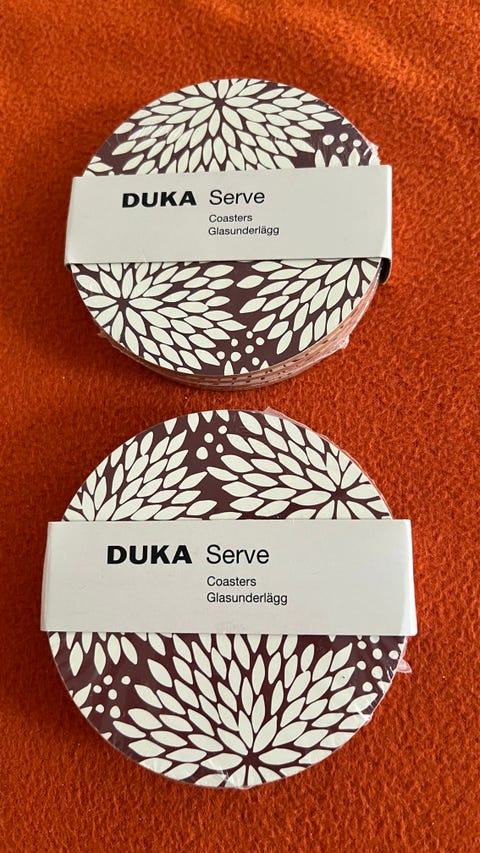 DUKA Serve
Coasters
Glasunderlägg
DUKA Serve
Coasters
Glasunderlägg